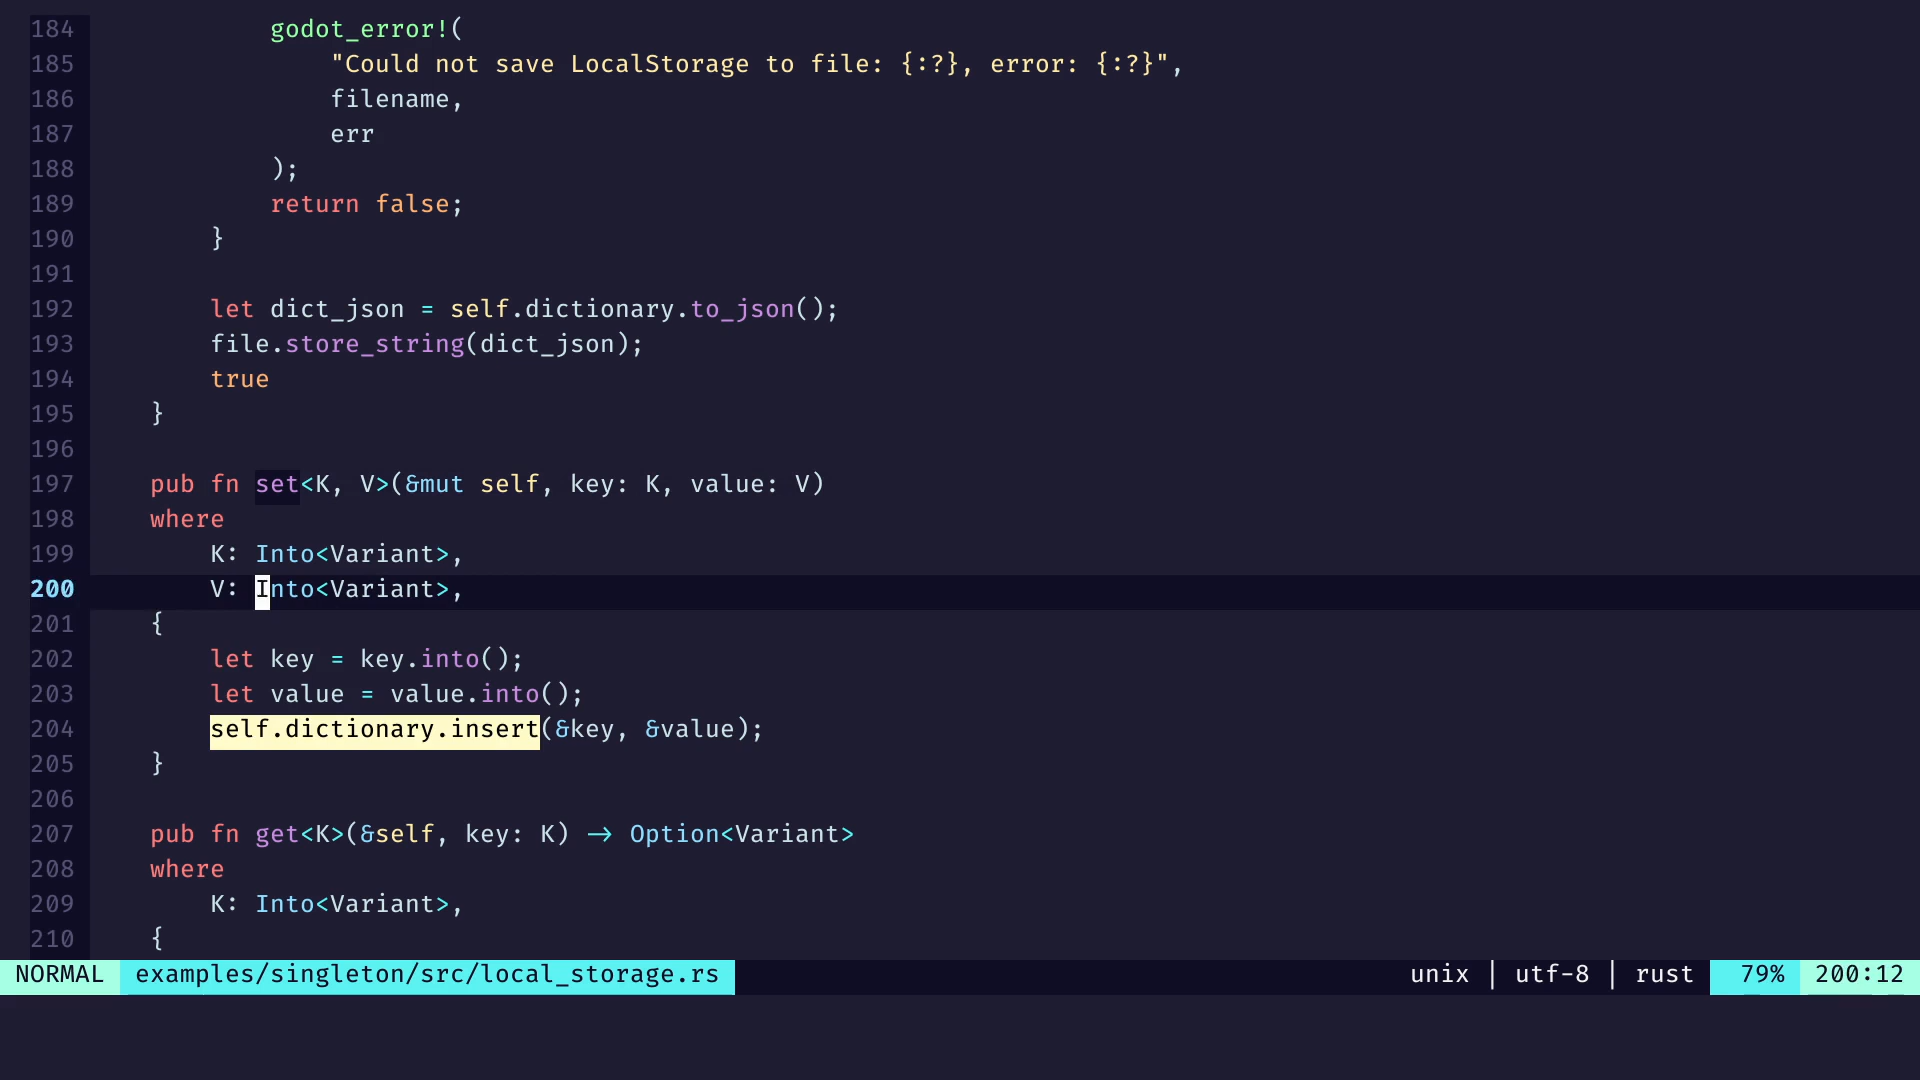 184 godot_error!(
185 "Could not save LocalStorage to file: {:?}, error: {:?}",
186 filename,
187 err
188 );
189 return false;
190 }
191
192 let dict_json = self.dictionary.to_json();
193 file.store_string(dict_json);
194 true
195 }
196
197 pub fn set<K, V>(&mut self, key: K, value: V)
198 where
199 K: Into<Variant>,
200 V: Into<Variant>,
201 {
202 let key = key.into();
203 let value = value.into();
204 self.dictionary.insert(&key, &value);
205 }
206
207 pub fn get<K>(&self, key: K) -> Option<Variant>
208 where
209 K: Into<Variant>,
210 {
NORMAL examples/singleton/src/local_storage.rs unix | utf-8 | rust 79% 200:12